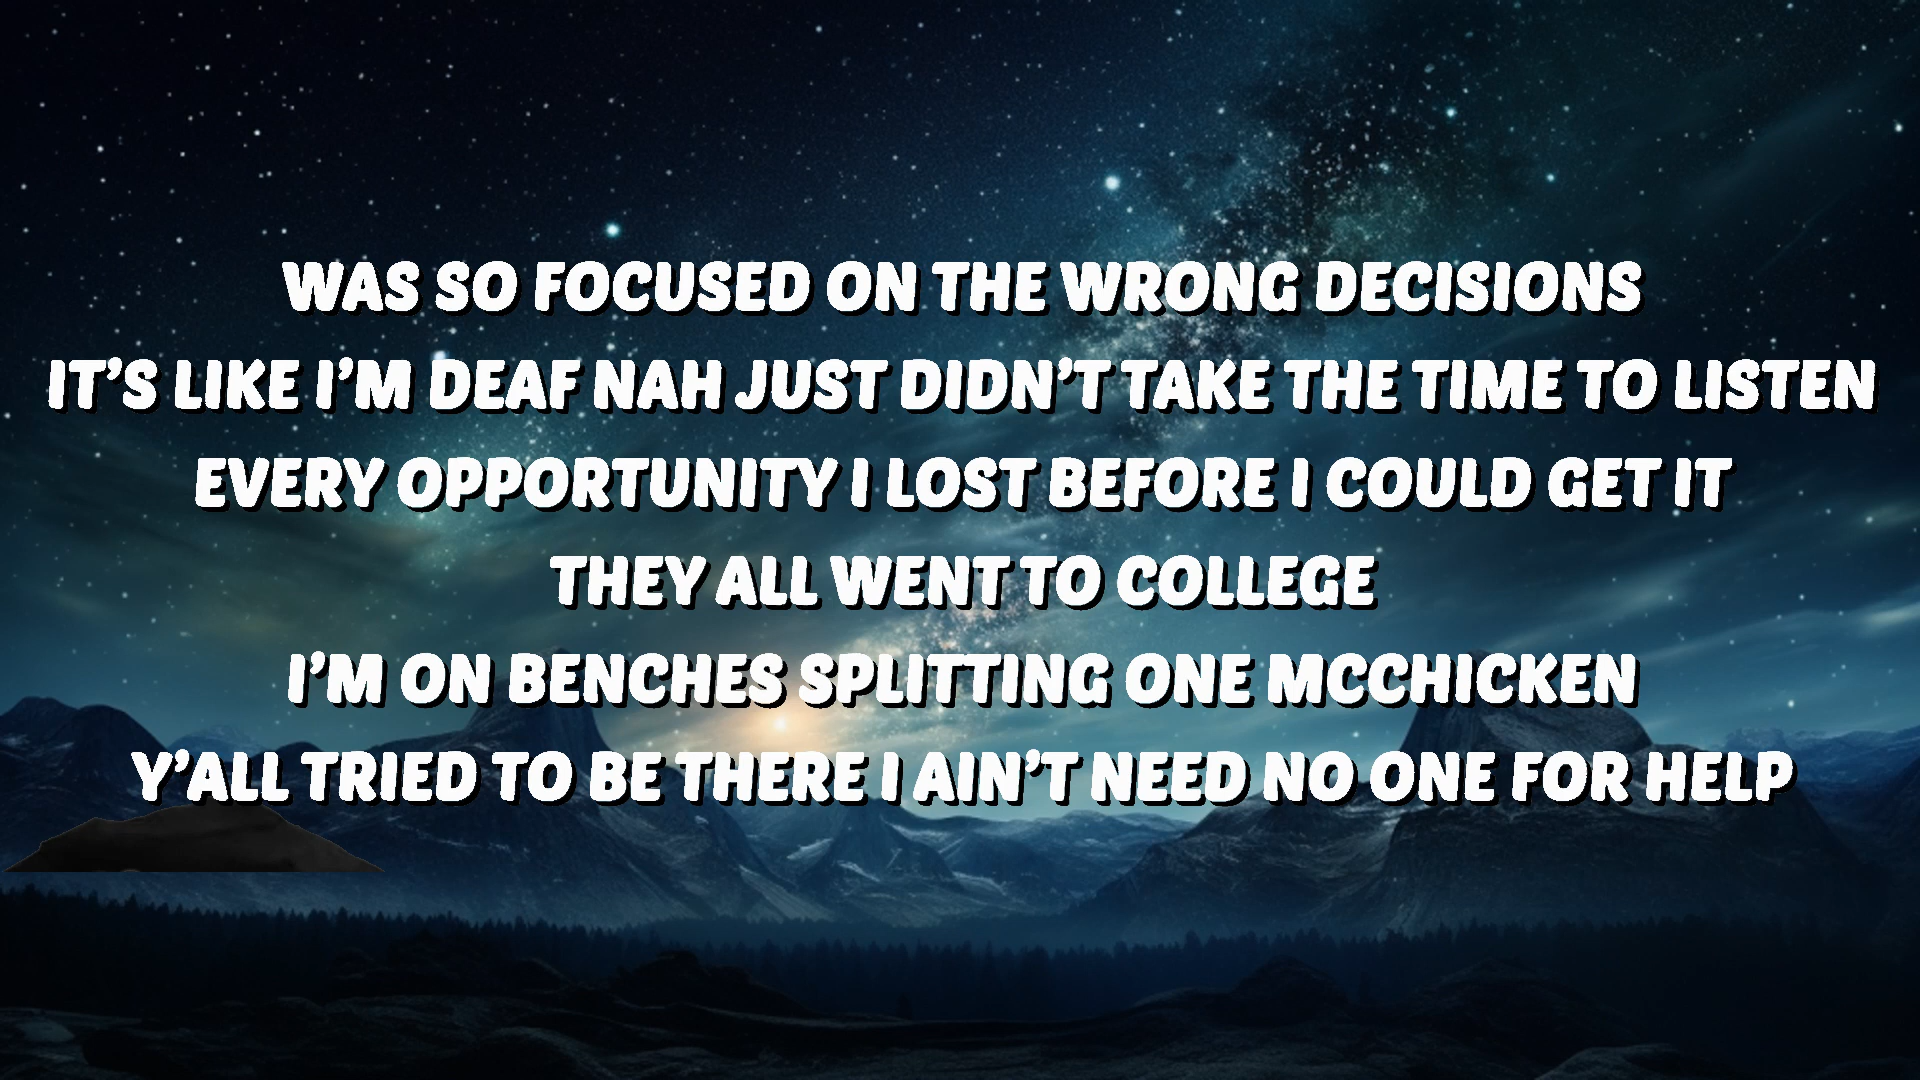 WAS SO FOCUSED ON THE WRONG DECISIONS
IT’S LIKE I’M DEAF NAH JUST DIDN’T TAKE THE TIME TO LISTEN
EVERY OPPORTUNITY I LOST BEFORE I COULD GET IT
THEY ALL WENT TO COLLEGE
I’M ON BENCHES SPLITTING ONE MCCHICKEN
Y’ALL TRIED TO BE THERE I AIN’T NEED NO ONE FOR HELP